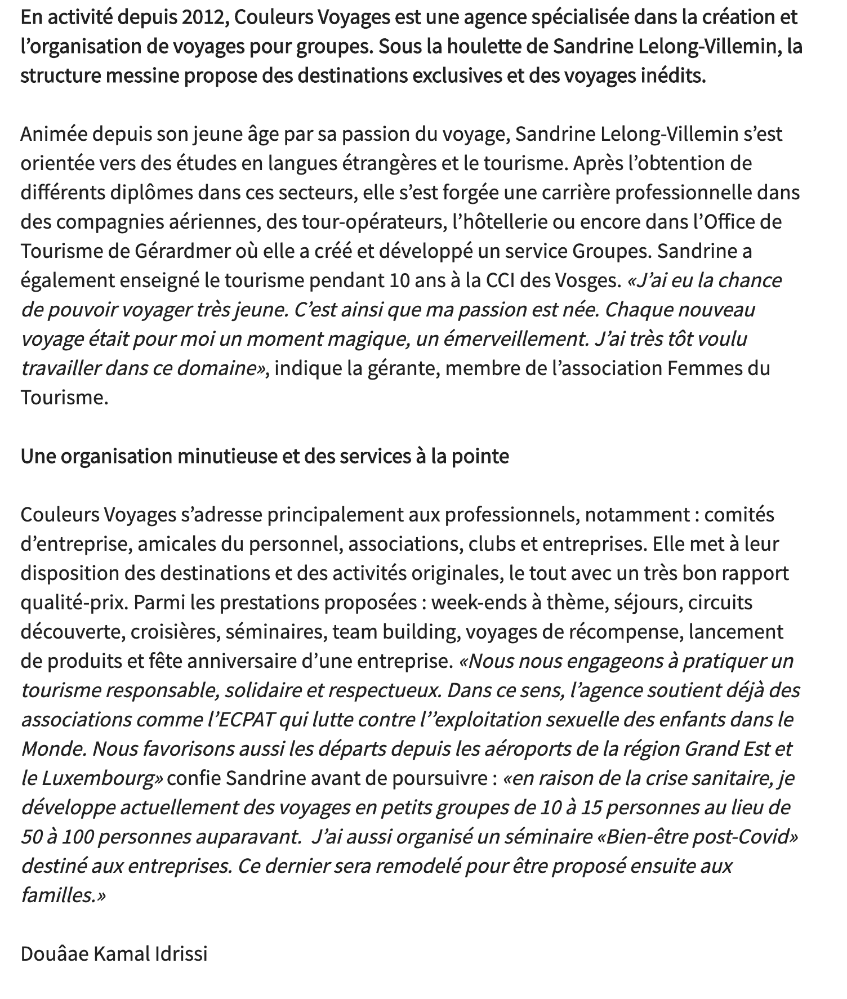 En activité depuis 2012, Couleurs Voyages est une agence spécialisée dans la création et
l’organisation de voyages pour groupes. Sous la houlette de Sandrine Lelong-Villemin, la
structure messine propose des destinations exclusives et des voyages inédits.
Animée depuis son jeune âge par sa passion du voyage, Sandrine Lelong-Villemin s’est
orientée vers des études en langues étrangères et le tourisme. Après l’obtention de
différents diplômes dans ces secteurs, elle s’est forgée une carrière professionnelle dans
des compagnies aériennes, des tour-opérateurs, l’hôtellerie ou encore dans l’Office de
Tourisme de Gérardmer où elle a créé et développé un service Groupes. Sandrine a
également enseigné le tourisme pendant 10 ans à la CCI des Vosges. «J’ai eu la chance
de pouvoir voyager très jeune. C’est ainsi que ma passion est née. Chaque nouveau
voyage était pour moi un moment magique, un émerveillement. J’ai très tôt voulu
travailler dans ce domaine», indique la gérante, membre de l’association Femmes du
Tourisme.
Une organisation minutieuse et des services à la pointe
Couleurs Voyages s’adresse principalement aux professionnels, notamment : comités
d’entreprise, amicales du personnel, associations, clubs et entreprises. Elle met à leur
disposition des destinations et des activités originales, le tout avec un très bon rapport
qualité-prix. Parmi les prestations proposées : week-ends à thème, séjours, circuits
découverte, croisières, séminaires, team building, voyages de récompense, lancement
de produits et fête anniversaire d’une entreprise. «Nous nous engageons à pratiquer un
tourisme responsable, solidaire et respectueux. Dans ce sens, l’agence soutient déjà des
associations comme l’ECPAT qui lutte contre l’’exploitation sexuelle des enfants dans le
Monde. Nous favorisons aussi les départs depuis les aéroports de la région Grand Est et
le Luxembourg» confie Sandrine avant de poursuivre : «en raison de la crise sanitaire, je
développe actuellement des voyages en petits groupes de 10 à 15 personnes au lieu de
50 à 100 personnes auparavant.  J’ai aussi organisé un séminaire «Bien-être post-Covid»
destiné aux entreprises. Ce dernier sera remodelé pour être proposé ensuite aux
familles.»
Douâae Kamal Idrissi